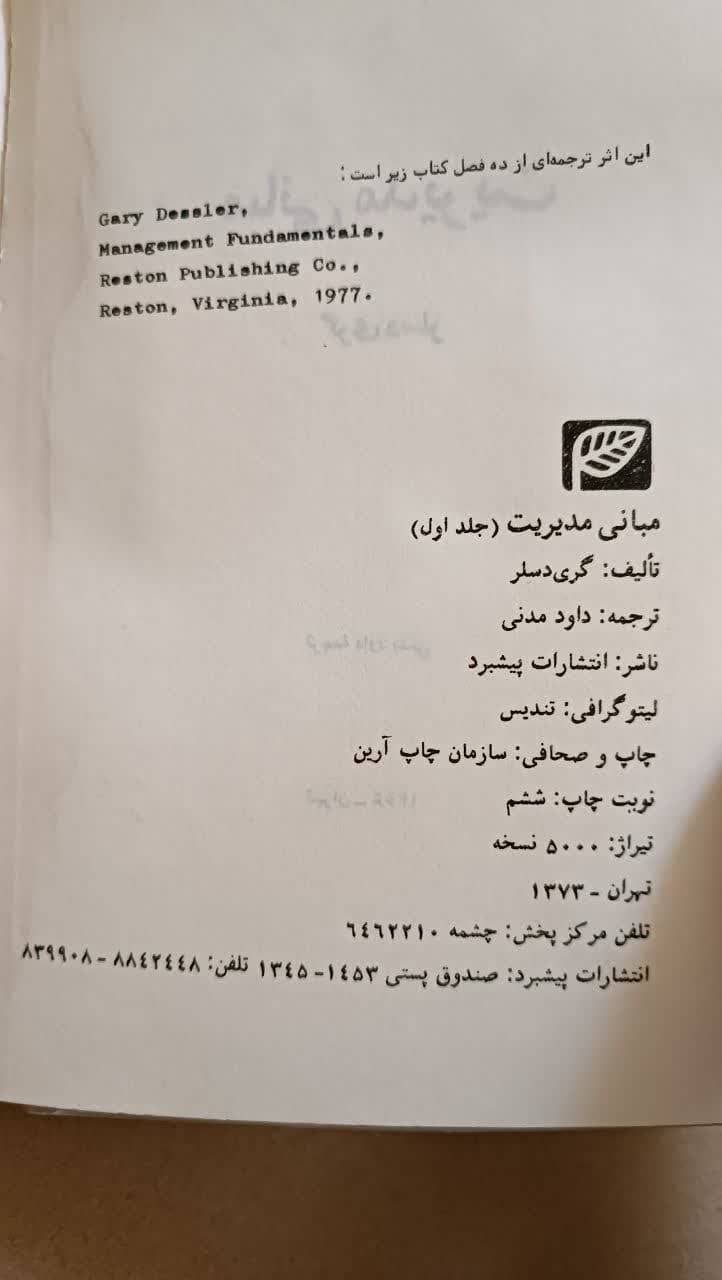 این اثر ترجمه‌ای از ده فصل کتاب زیر است:
Gary Dessler,
Management Fundamentals,
Reston Publishing Co.,
Reston, Virginia, 1977.
مبانی مدیریت (جلد اول)
تألیف: گری‌دسلر
ترجمه: داود مدنی
ناشر: انتشارات پیشبرد
لیتوگرافی: تندیس
چاپ و صحافی: سازمان چاپ آرین
نوبت چاپ: ششم
تیراژ: ۵۰۰۰ نسخه
تهران - ۱۳۷۳
تلفن مرکز پخش: چشمه ۶۴۶۲۲۱۰
انتشارات پیشبرد: صندوق پستی ۱۴۵۳- ۱۳۴۵ تلفن: ۸۸۴۲۴۴۸ - ۸۳۹۹۰۸